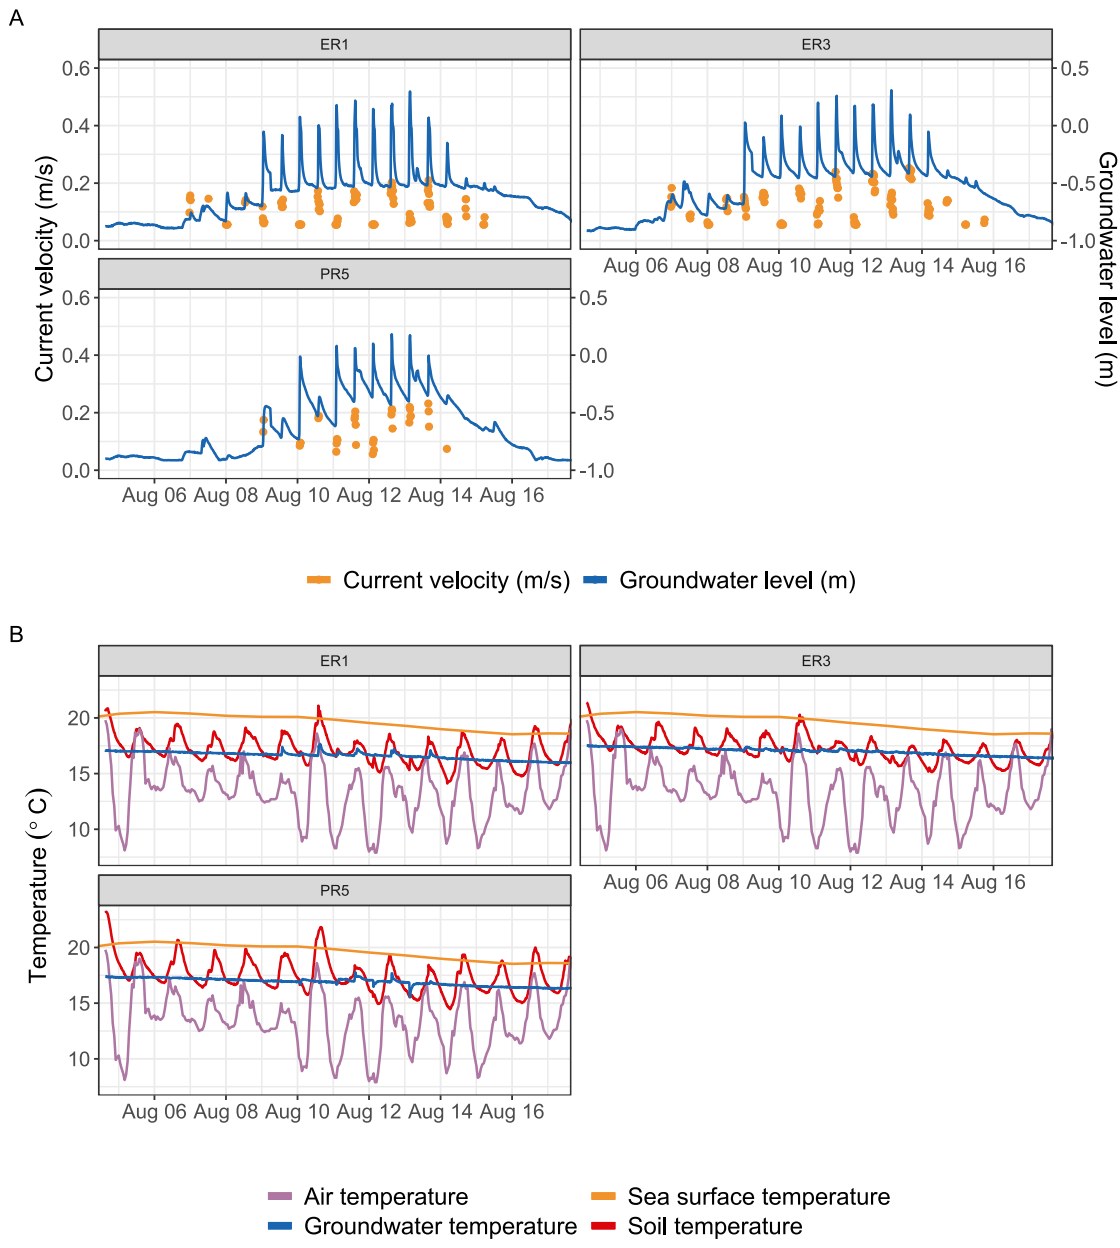 A
ER1
ER3
0.6
0.4
0.2
0.0
0.5
0.0
-0.5
-1.0
Aug 06
Aug 08
Aug 10
Aug 12
Aug 14
Aug 16
PR5
0.6
0.4
0.2
0.0
0.5
0.0
-0.5
-1.0
Aug 06
Aug 08
Aug 10
Aug 12
Aug 14
Aug 16
Current velocity (m/s)
Groundwater level (m)
Current velocity (m/s)
Groundwater level (m)
B
ER1
ER3
20
15
10
Aug 06
Aug 08
Aug 10
Aug 12
Aug 14
Aug 16
PR5
20
15
10
Aug 06
Aug 08
Aug 10
Aug 12
Aug 14
Aug 16
Temperature (° C)
Air temperature
Sea surface temperature
Groundwater temperature
Soil temperature